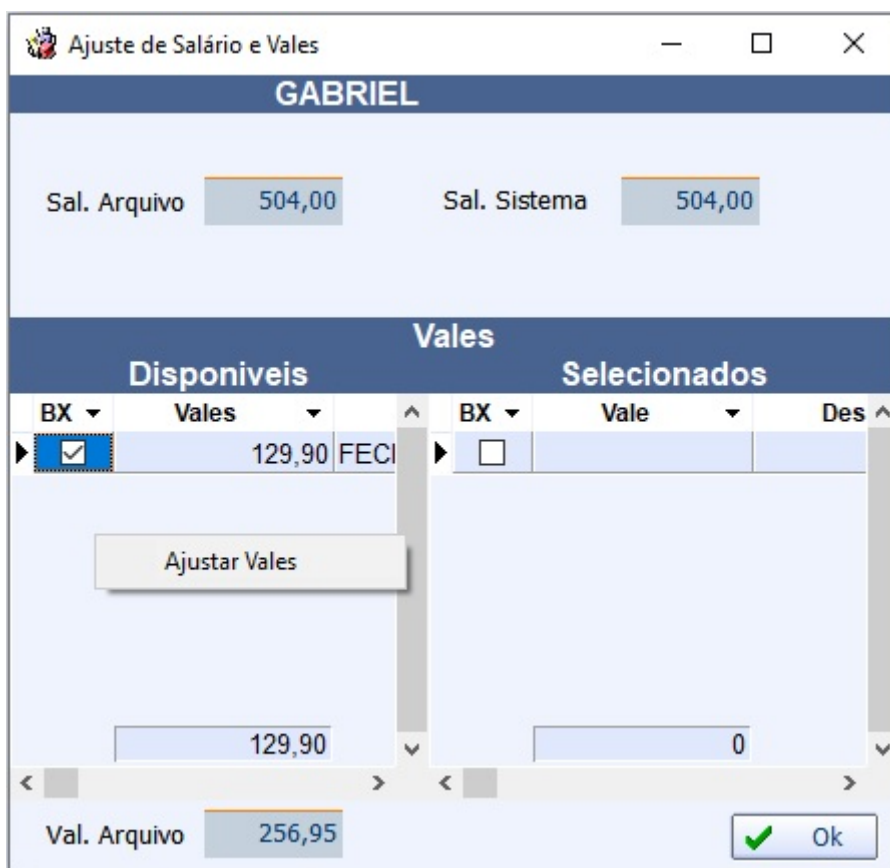 Ajuste de Salário e Vales
GABRIEL
Sal. Arquivo 504,00 Sal. Sistema 504,00
Vales
Disponiveis Selecionados
BX Vales BX Vale Des
129,90 FECI
Ajustar Vales
129,90 0
Val. Arquivo 256,95 Ok